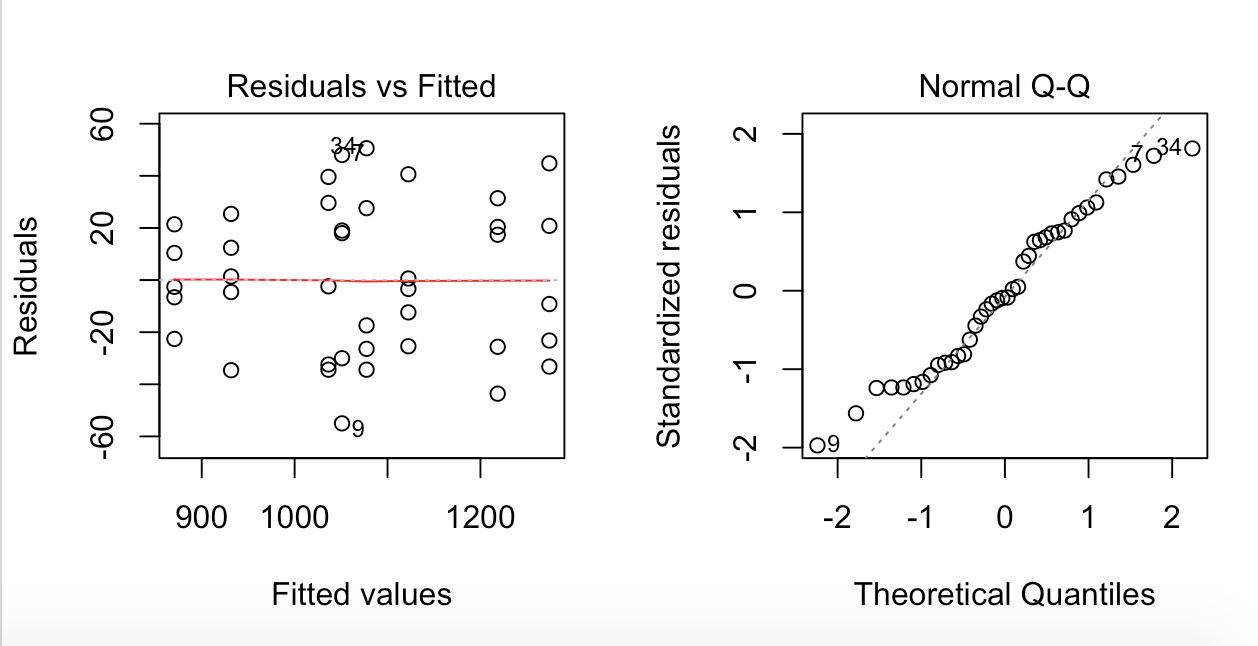 Residuals vs Fitted
Residuals
60
20
-20
-60
34
7
9
900 1000 1200
Fitted values
Normal Q-Q
Standardized residuals
2
1
0
-1
-2
7 34
9
-2 -1 0 1 2
Theoretical Quantiles